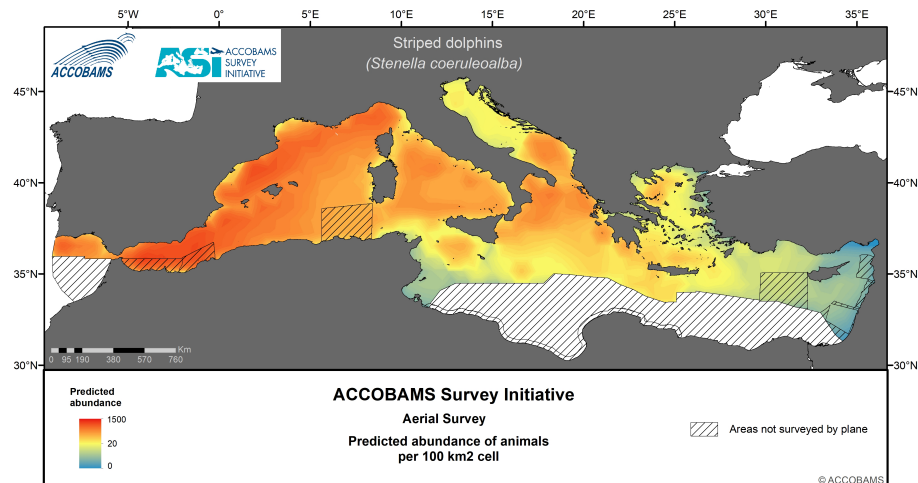 5°W 0° 5°E 10°E 15°E 20°E 25°E 30°E 35°E
ACCOBAMS
ASI ACCOBAMS
SURVEY
INITIATIVE
Striped dolphins
(Stenella coeruleoalba)
45°N 45°N
40°N 40°N
35°N 35°N
30°N 30°N
Km
0 95 190 380 570 760
Predicted
abundance
1500
20
0
ACCOBAMS Survey Initiative
Aerial Survey
Predicted abundance of animals
per 100 km2 cell
Areas not surveyed by plane
© ACCOBAMS